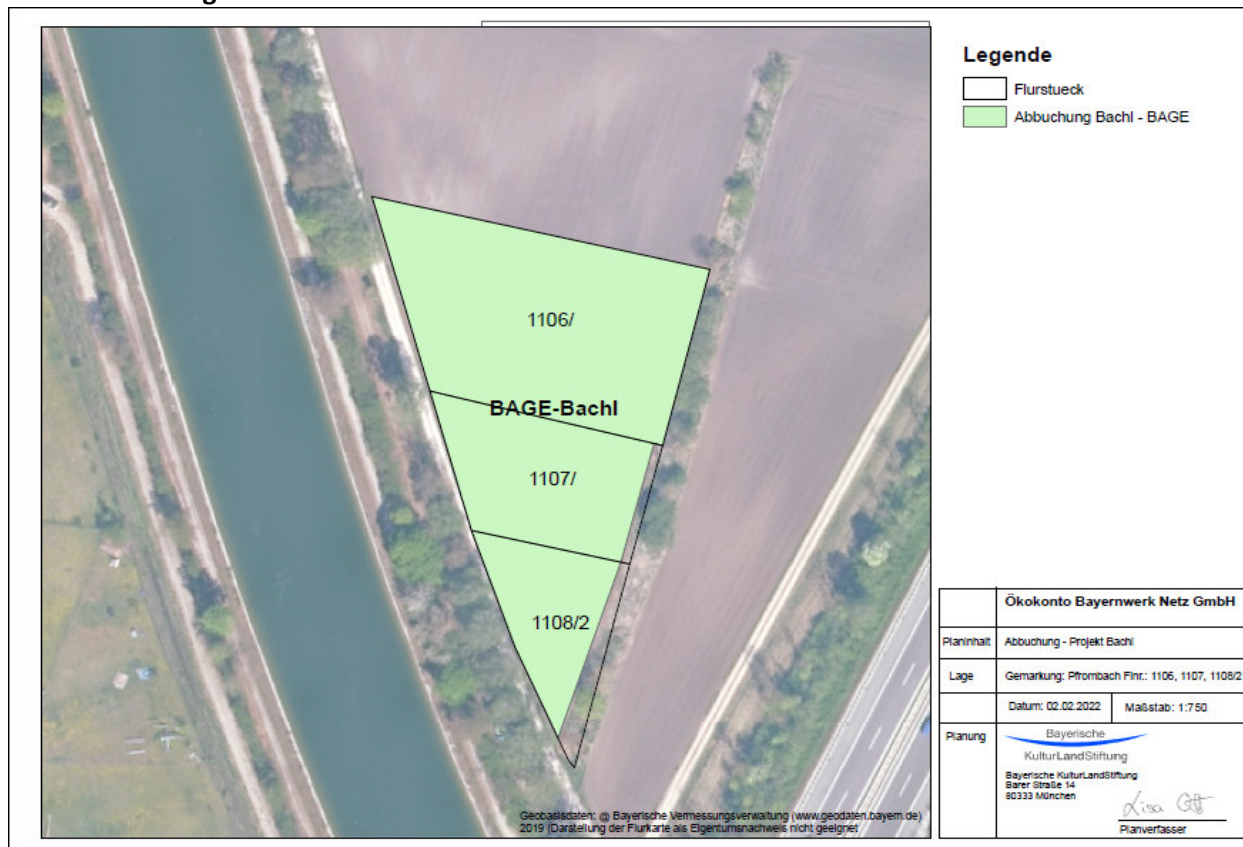 Legende
Flurstueck
Abbuchung Bachl - BAGE
1106/
BAGE-Bachl
1107/
1108/2
Ökokonto Bayernwerk Netz GmbH
Planinhalt
Abbuchung - Projekt Bachl
Lage
Gemarkung: Pfrombach Flnr.: 1106, 1107, 1108/2
Datum: 02.02.2022
Maßstab: 1:750
Planung
Bayerische
KulturLandStiftung
Bayerische KulturLandStiftung
Barer Straße 14
80333 München
Lisa Ott
Planverfasser
Geobasisdaten: @ Bayerische Vermessungsverwaltung (www.geodaten.bayern.de)
2019 (Darstellung der Flurkarte als Eigentumsnachweis nicht geeignet